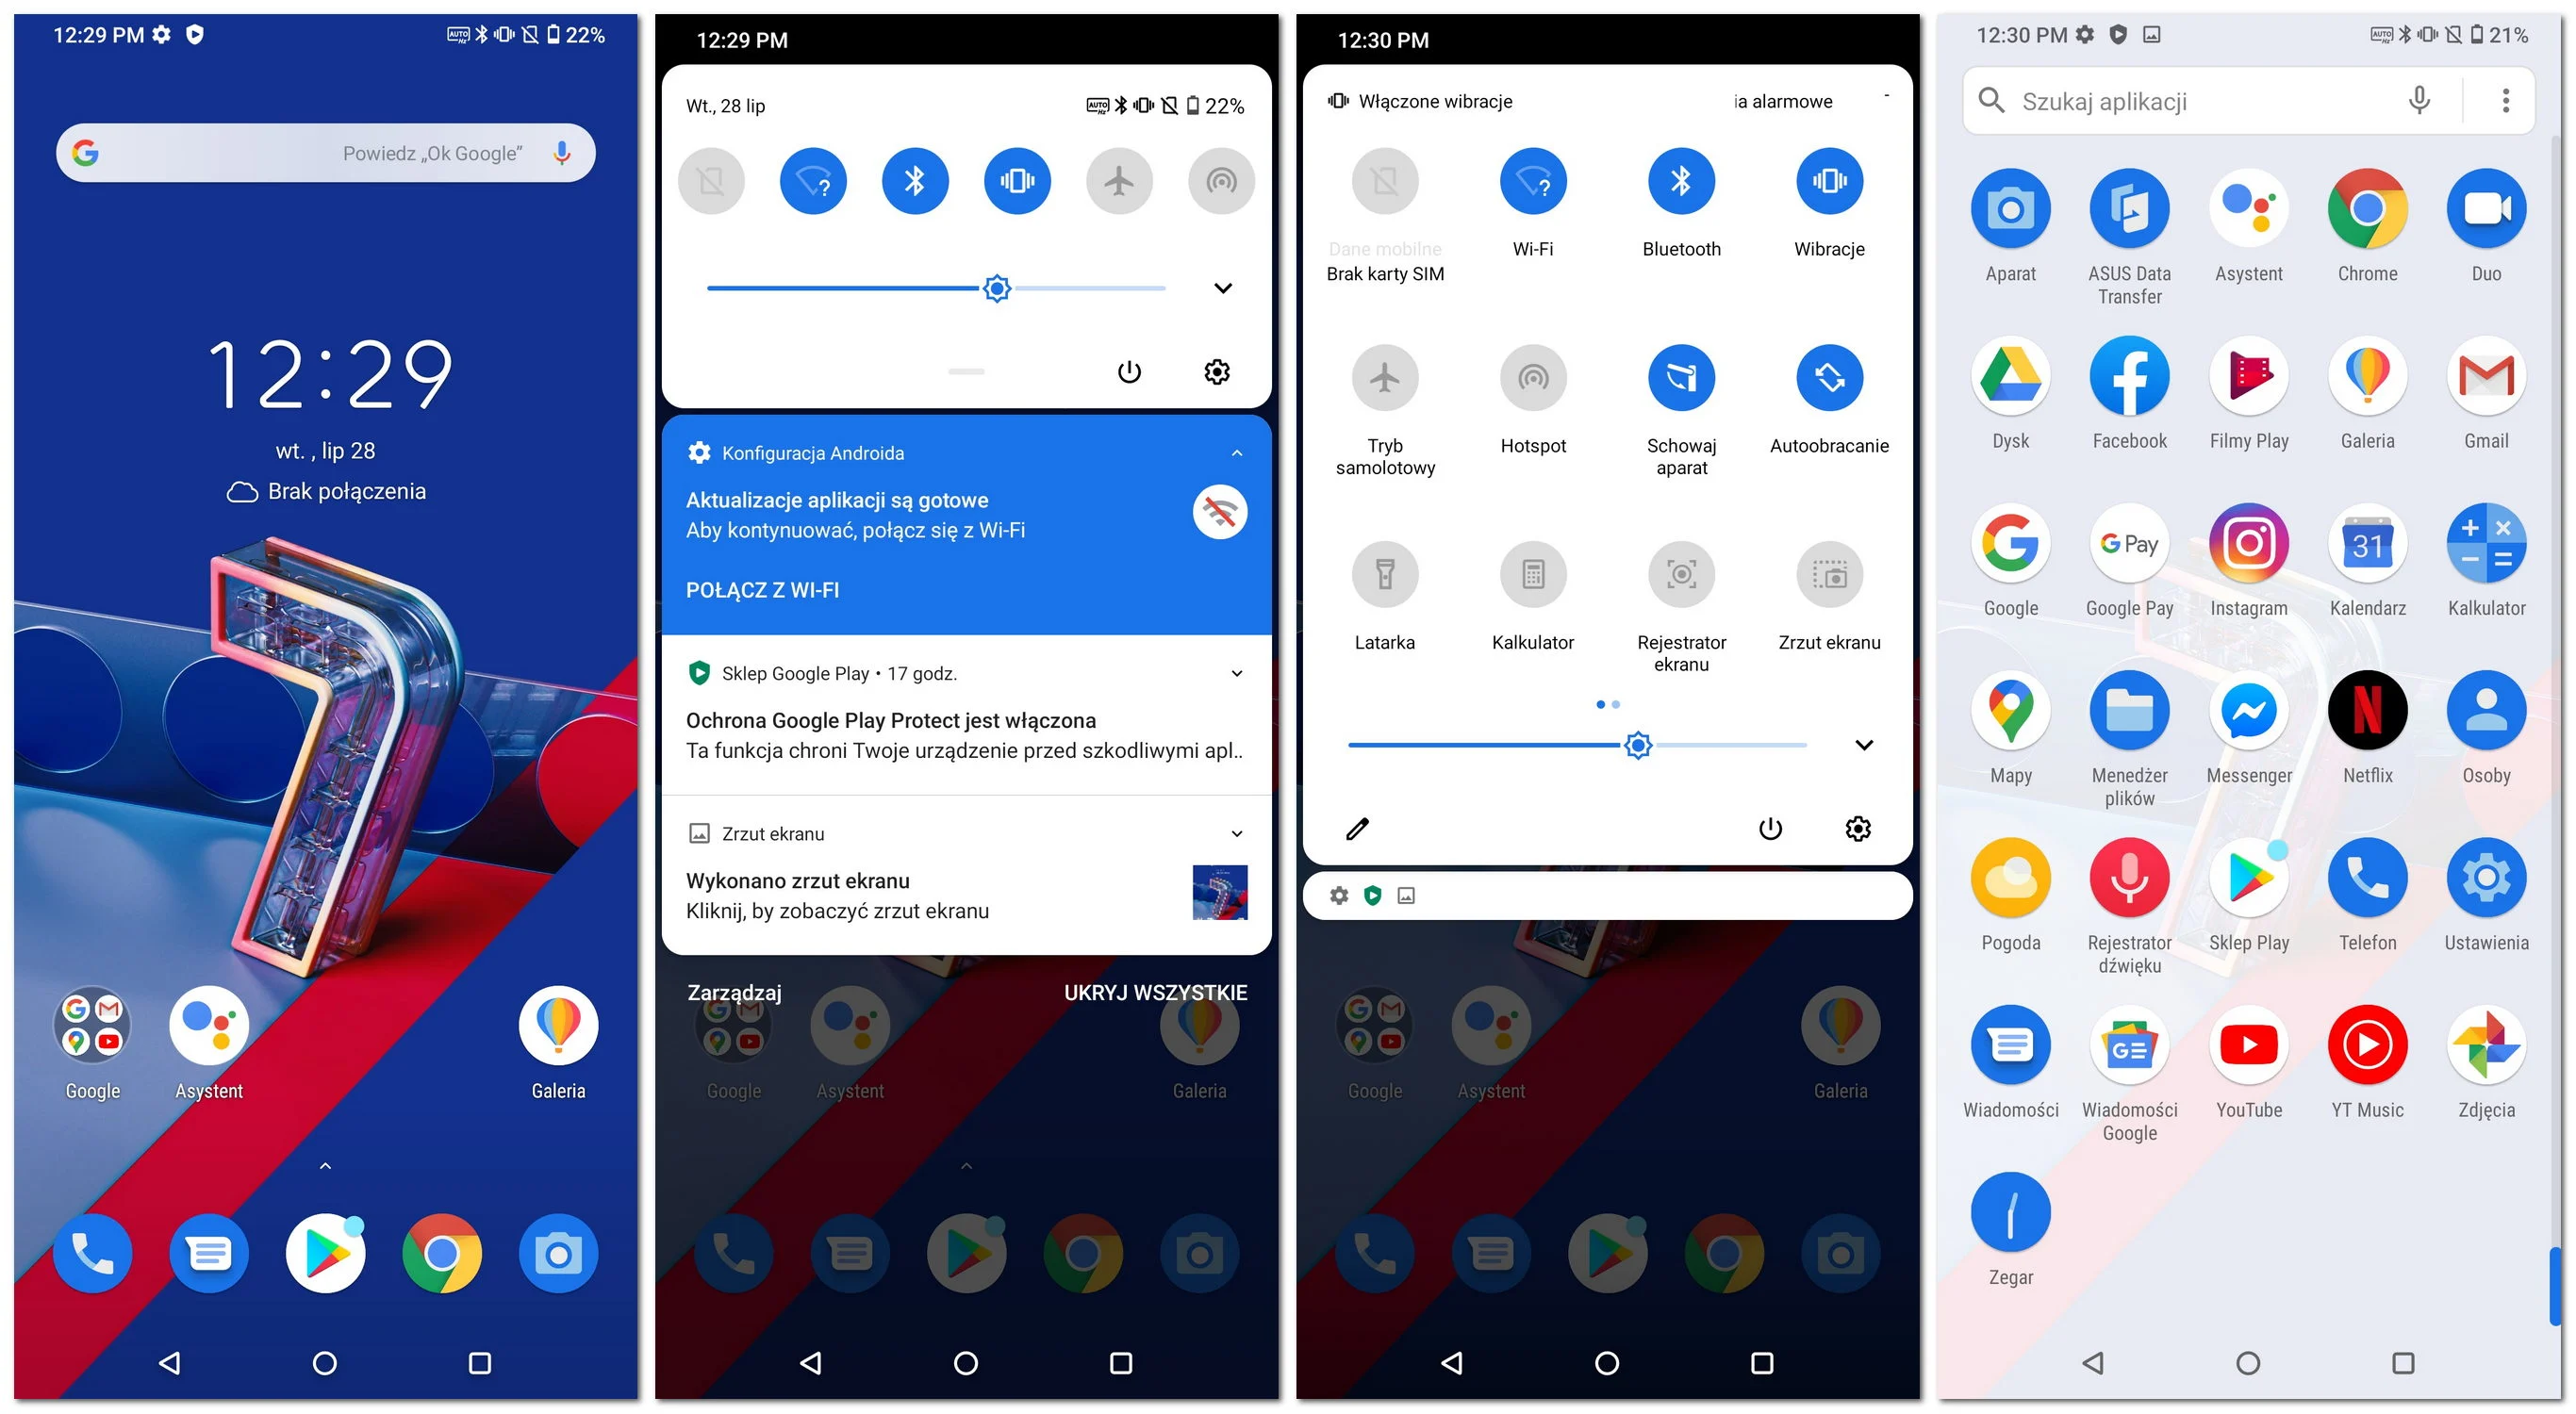 12:29 PM
22%
Powiedz „Ok Google”
12:29
wt. , lip 28
Brak połączenia
Google
Asystent
Galeria
12:29 PM
Wt., 28 lip
AUTO Hz
22%
?
Konfiguracja Androida
Aktualizacje aplikacji są gotowe
Aby kontynuować, połącz się z Wi-Fi
POŁĄCZ Z WI-FI
Sklep Google Play • 17 godz.
Ochrona Google Play Protect jest włączona
Ta funkcja chroni Twoje urządzenie przed szkodliwymi apl..
Zrzut ekranu
Wykonano zrzut ekranu
Kliknij, by zobaczyć zrzut ekranu
Zarządzaj
UKRYJ WSZYSTKIE
Google
Asystent
Galeria
12:30 PM
Włączone wibracje
ia alarmowe
-
?
Dane mobilne
Brak karty SIM
Wi-Fi
Bluetooth
Wibracje
Tryb
samolotowy
Hotspot
Schowaj
aparat
Autoobracanie
Latarka
Kalkulator
Rejestrator
ekranu
Zrzut ekranu
Google
Asystent
Galeria
12:30 PM
21%
Szukaj aplikacji
Aparat
ASUS Data
Transfer
Asystent
Chrome
Duo
Dysk
Facebook
Filmy Play
Galeria
Gmail
G Pay
31
Google
Google Pay
Instagram
Kalendarz
Kalkulator
Mapy
Menedżer
plików
Messenger
Netflix
Osoby
Pogoda
Rejestrator
dźwięku
Sklep Play
Telefon
Ustawienia
Wiadomości
Wiadomości
Google
YouTube
YT Music
Zdjęcia
Zegar